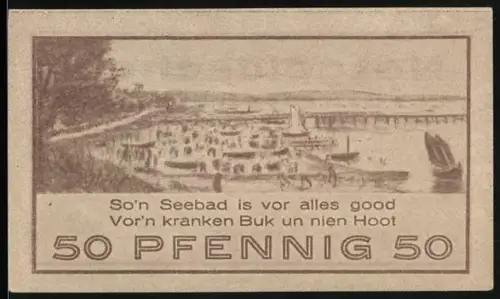 So'n Seebad is vor alles good
Vor'n kranken Buk un nien Hoot
50 PFENNIG 50